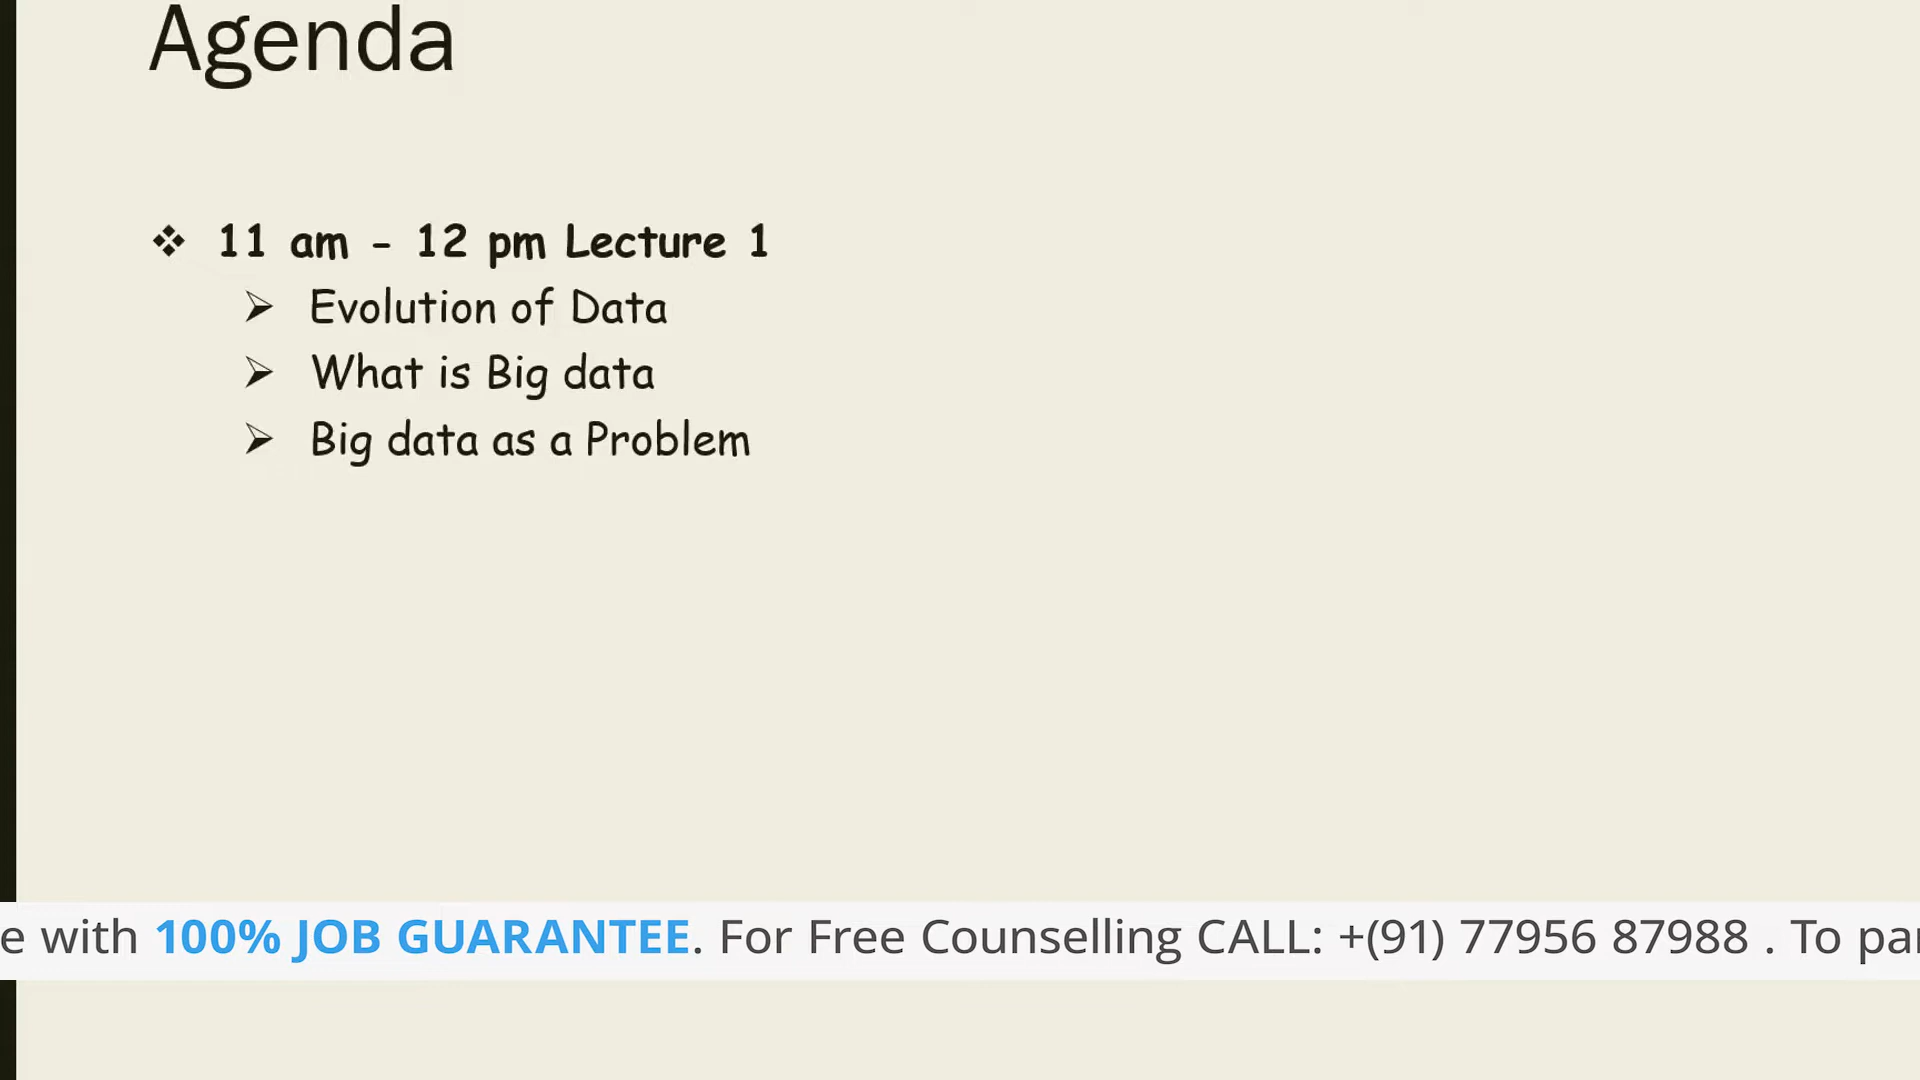 Agenda
❖ 11 am - 12 pm Lecture 1
➢ Evolution of Data
➢ What is Big data
➢ Big data as a Problem
e with 100% JOB GUARANTEE. For Free Counselling CALL: +(91) 77956 87988 . To